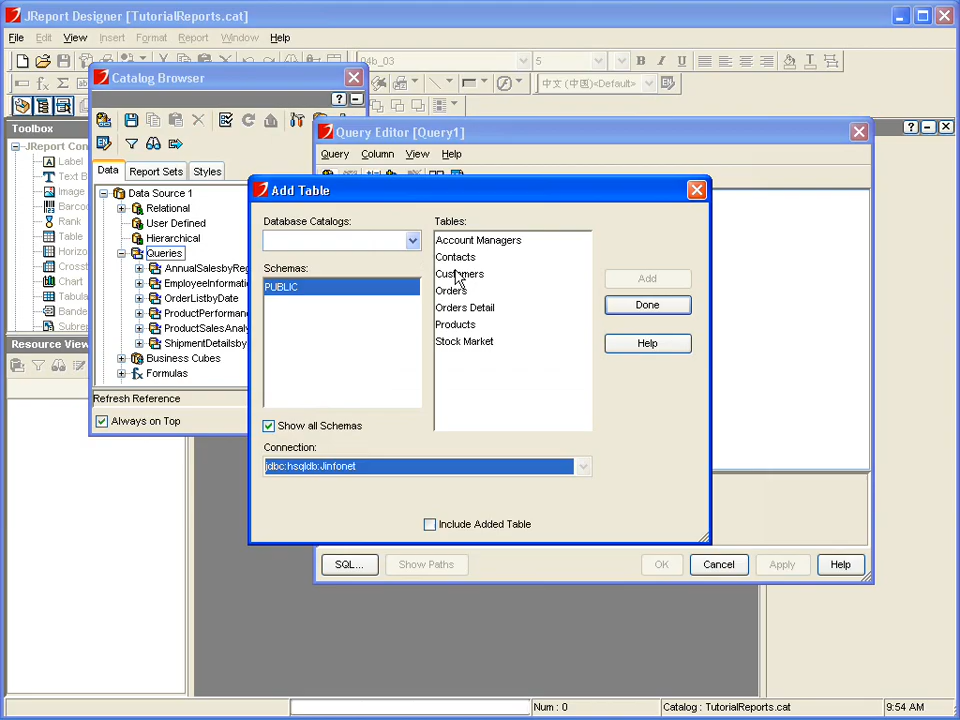 JReport Designer [TutorialReports.cat]
File Edit View Insert Format Report Window Help
04b_03 5 B I U
中文 (中国)<Default>
Toolbox
JReport Con
Label
Text B
Image
Barco
Rank
Table
Horizo
Crosst
Chart
Tabula
Bande
Subrep
Resource View
Catalog Browser
Data Report Sets Styles
Data Source 1
Relational
User Defined
Hierarchical
Queries
AnnualSalesbyReg
EmployeeInformati
OrderListbyDate
ProductPerforman
ProductSalesAnaly
ShipmentDetailsby
Business Cubes
Formulas
Refresh Reference
Always on Top
Query Editor [Query1]
Query Column View Help
Add Table
Database Catalogs:
Schemas:
PUBLIC
Show all Schemas
Connection:
jdbc:hsqldb:Jinfonet
Tables:
Account Managers
Contacts
Customers
Orders
Orders Detail
Products
Stock Market
Add
Done
Help
Include Added Table
SQL... Show Paths OK Cancel Apply Help
Num : 0 Catalog : TutorialReports.cat 9:54 AM